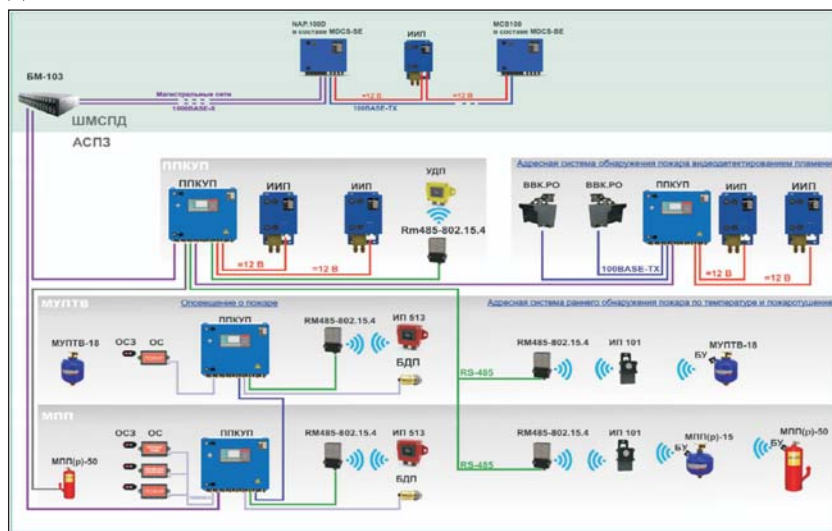 NAP.100D
в составе MDCS-SE
ИИП
MCS100
в составе MDCS-SE
БМ-103
Магистральные сети
1000BASE-X
=12 В
=12 В
100BASE-TX
ШМСПД
АСПЗ
ППКУП
ППКУП
ИИП
ИИП
УДП
Rm485-802.15.4
=12 В
=12 В
Адресная система обнаружения пожара видеодетектированием пламени
ВВК.РО
ВВК.РО
ППКУП
ИИП
ИИП
100BASE-TX
=12 В
=12 В
МУПТВ
Оповещение о пожаре
Адресная система раннего обнаружения пожара по температуре и пожаротушение
ППКУП
МУПТВ-18
ОСЗ
ОС
RM485-802.15.4
ИП 513
БДП
RS-485
RM485-802.15.4
ИП 101
МУПТВ-18
БУ
МПП
ППКУП
МПП(р)-50
ОСЗ
ОС
RM485-802.15.4
ИП 513
БДП
RS-485
RM485-802.15.4
ИП 101
МПП(р)-15
БУ
МПП(р)-50
БУ